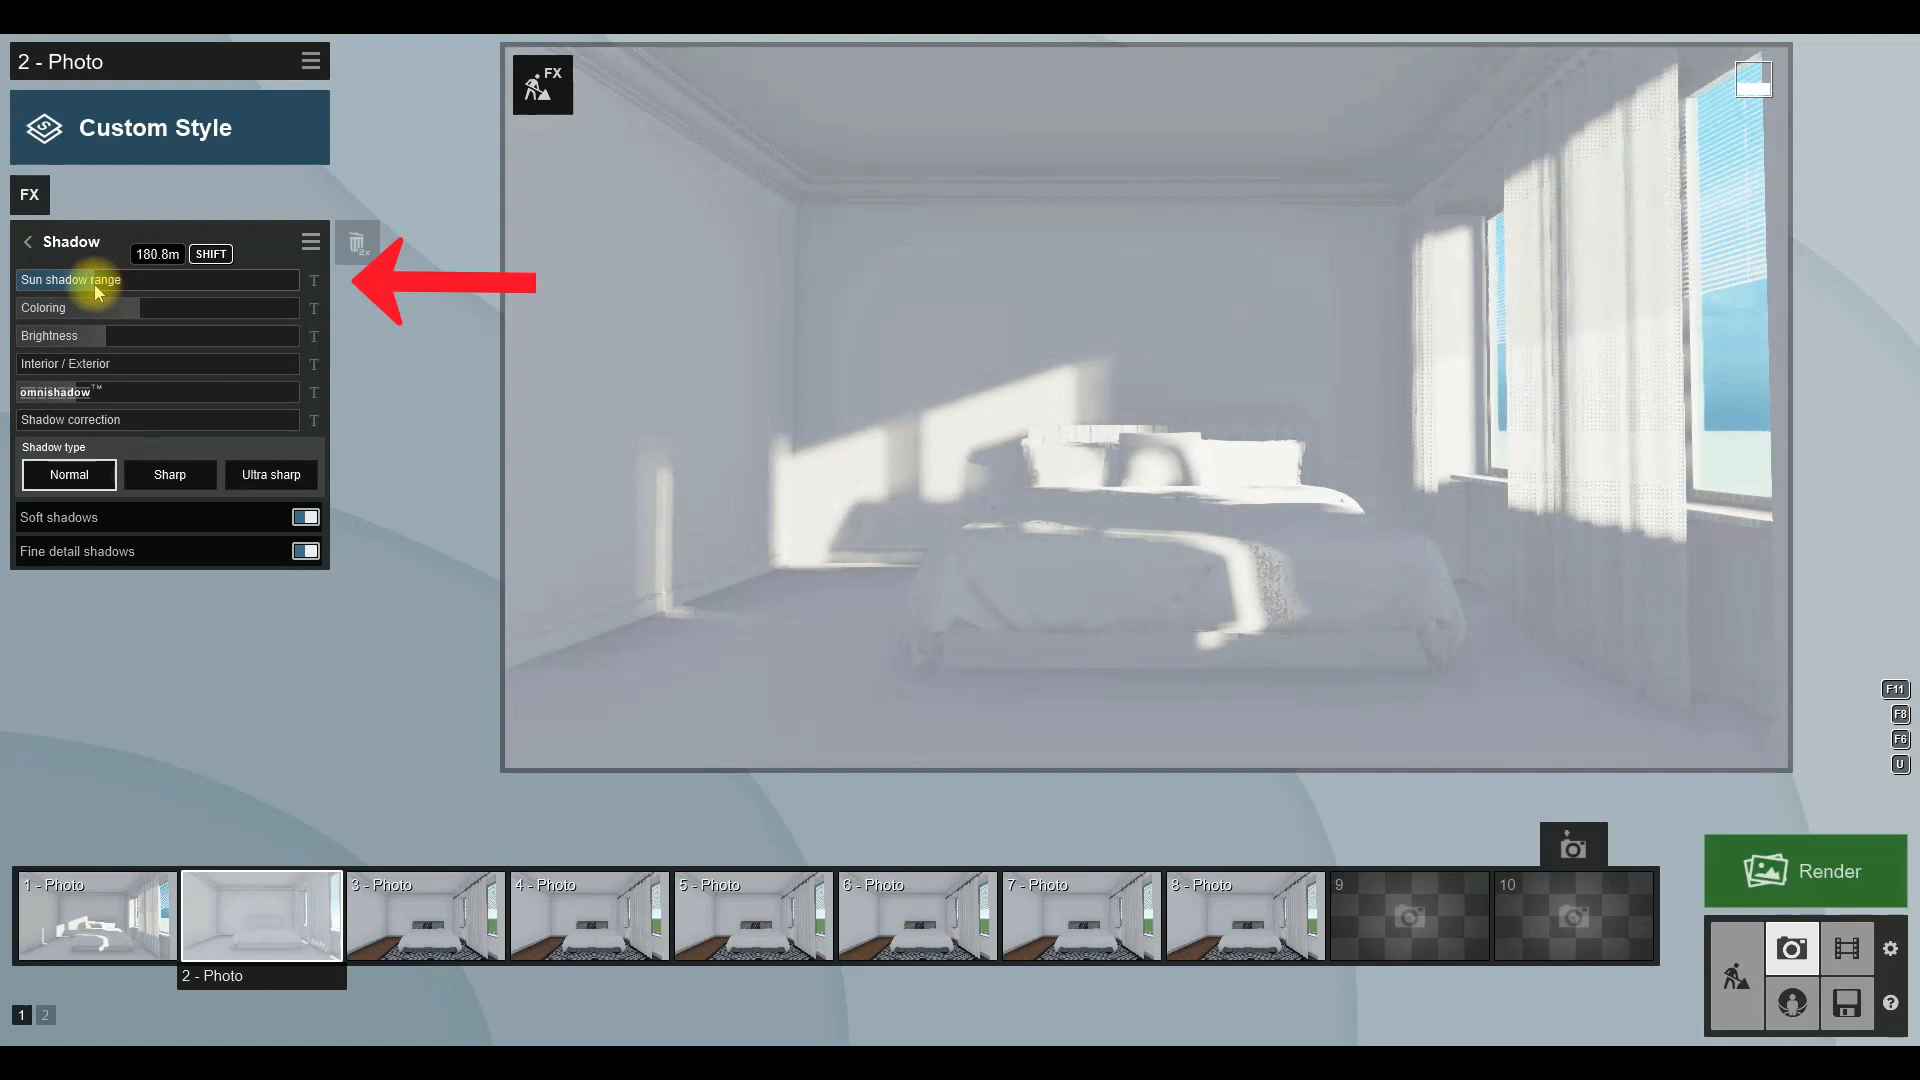 2 - Photo
FX
Custom Style
FX
Shadow
180.8m SHIFT
Sun shadow range T
Coloring T
Brightness T
Interior / Exterior T
omnishadow™ T
Shadow correction T
Shadow type
Normal Sharp Ultra sharp
Soft shadows
Fine detail shadows
F11
F8
F6
U
Render
1 - Photo 3 - Photo 4 - Photo 5 - Photo 6 - Photo 7 - Photo 8 - Photo 9 10
2 - Photo
1 2
?